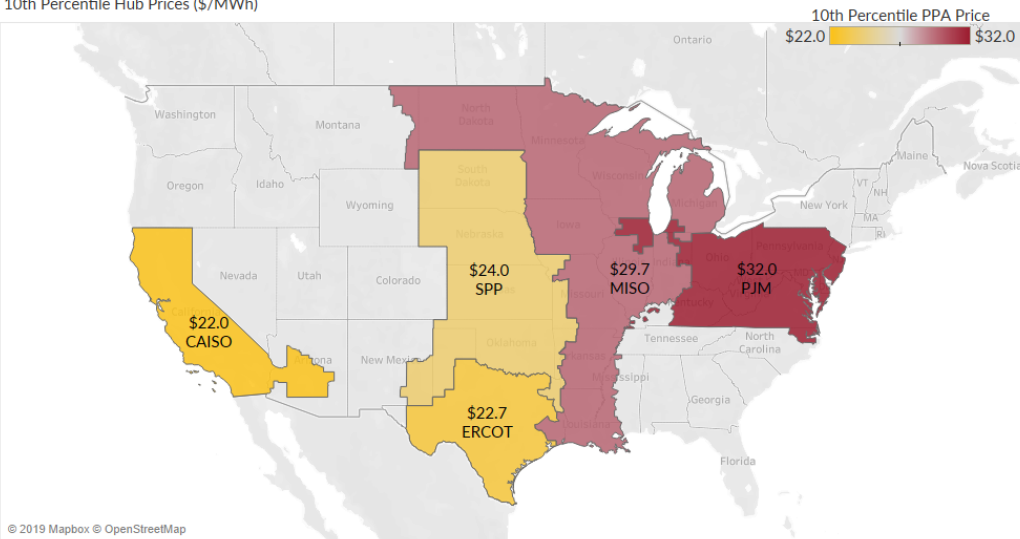 10th Percentile Hub Prices ($/MWh)
10th Percentile PPA Price
$22.0
$32.0
Ontario
Washington
Montana
North
Dakota
Minnesota
Maine
Nova Scotia
Oregon
Idaho
Wyoming
South
Dakota
Wisconsin
Michigan
VT
NH
New York
MA
RI
Nebraska
Iowa
Pennsylvania
Nevada
Utah
Colorado
$24.0
SPP
$29.7
MISO
Ohio
$32.0
PJM
$22.0
CAISO
Missouri
Kentucky
Oklahoma
Tennessee
North
Carolina
Arizona
New Mexico
Arkansas
Mississippi
Georgia
$22.7
ERCOT
Louisiana
Florida
© 2019 Mapbox © OpenStreetMap